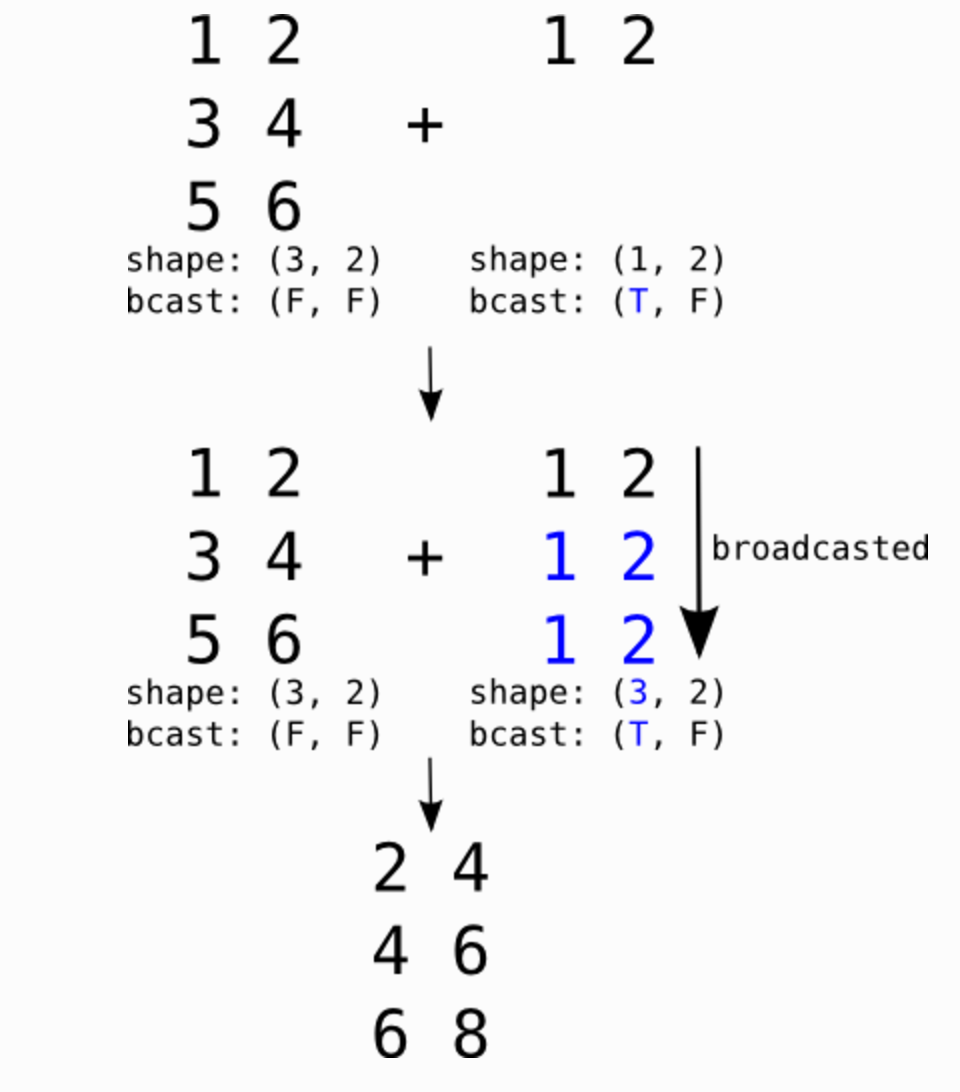 1 2 1 2
3 4 +
5 6
shape: (3, 2) shape: (1, 2)
bcast: (F, F) bcast: (T, F)
1 2 1 2
3 4 + 1 2 broadcasted
5 6 1 2
shape: (3, 2) shape: (3, 2)
bcast: (F, F) bcast: (T, F)
2 4
4 6
6 8